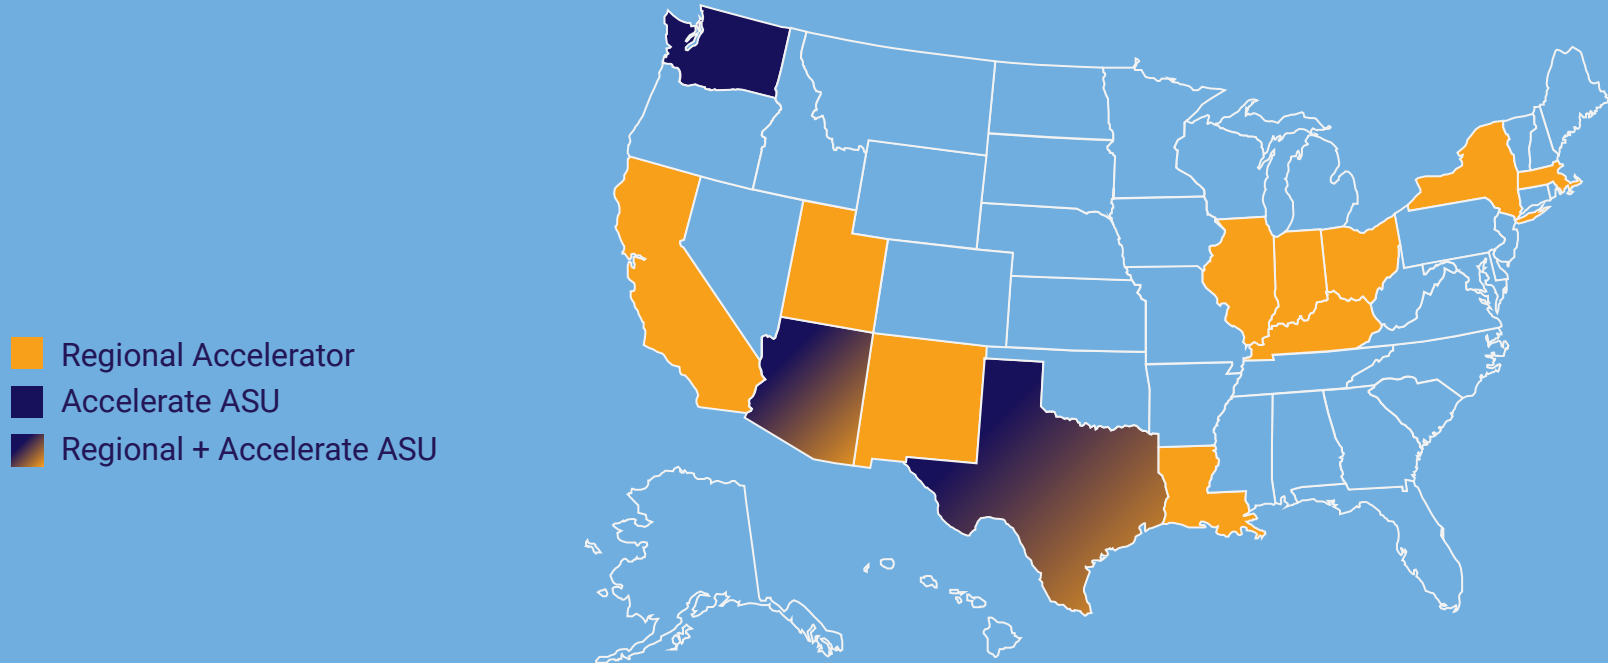 Regional Accelerator
Accelerate ASU
Regional + Accelerate ASU